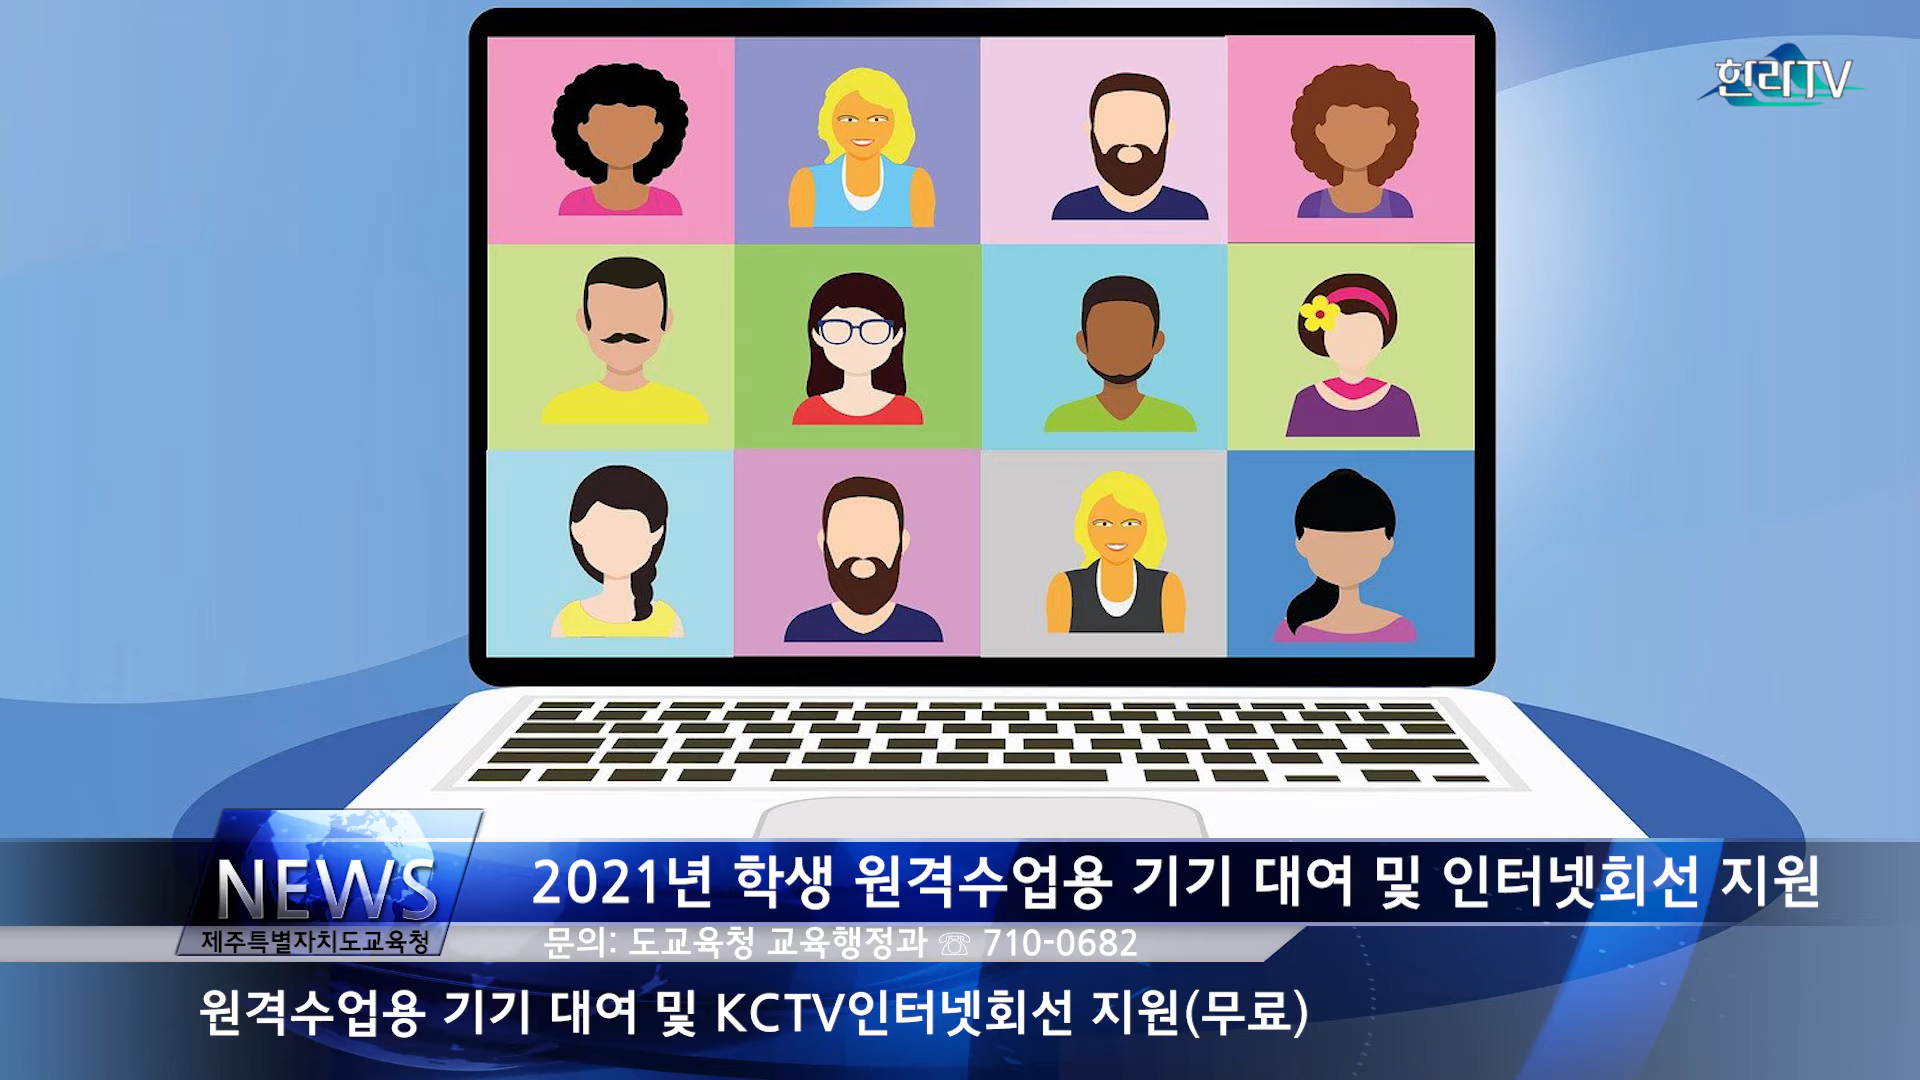 한라TV
NEWS
2021년 학생 원격수업용 기기 대여 및 인터넷회선 지원
제주특별자치도교육청
문의: 도교육청 교육행정과 ☏ 710-0682
원격수업용 기기 대여 및 KCTV인터넷회선 지원(무료)